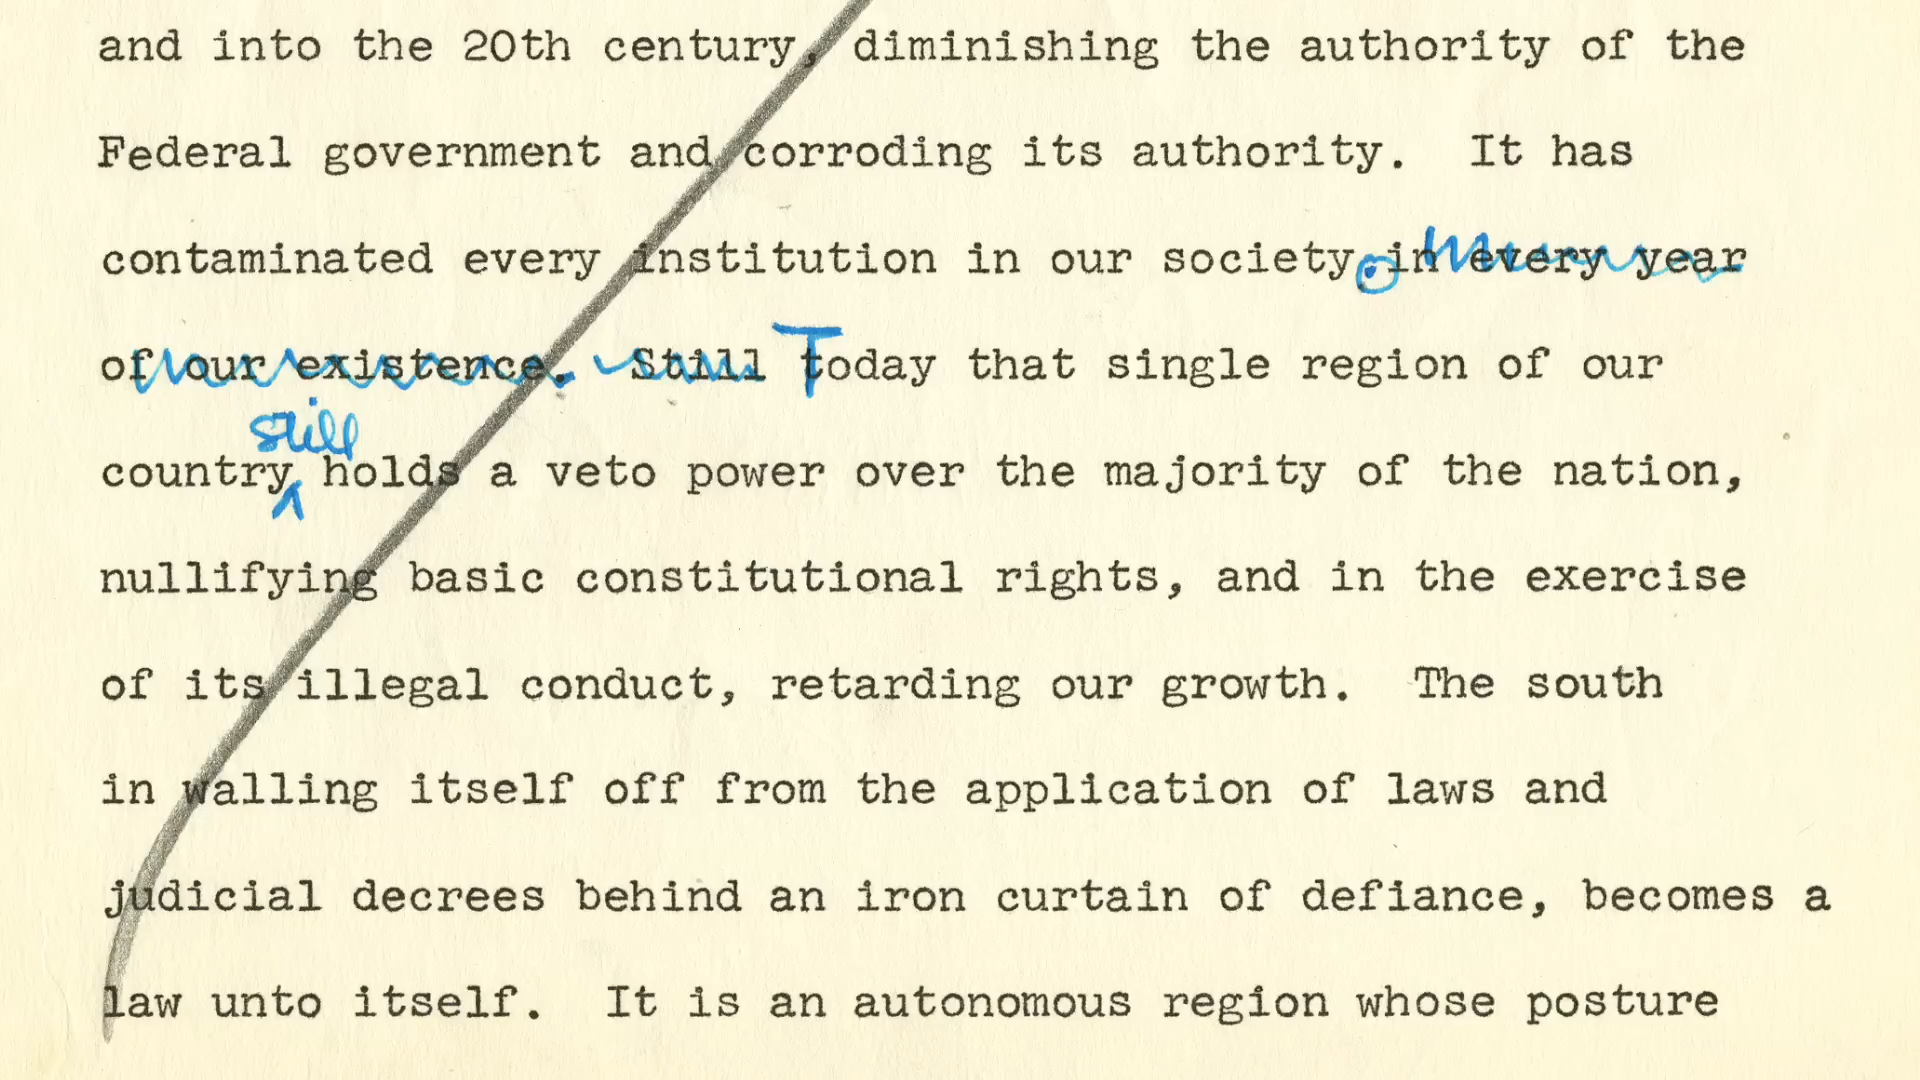 and into the 20th century, diminishing the authority of the
Federal government and corroding its authority.  It has
contaminated every institution in our society. in every year
of our existence.  Still Today that single region of our
still
country holds a veto power over the majority of the nation,
nullifying basic constitutional rights, and in the exercise
of its illegal conduct, retarding our growth.  The south
in walling itself off from the application of laws and
judicial decrees behind an iron curtain of defiance, becomes a
law unto itself.  It is an autonomous region whose posture